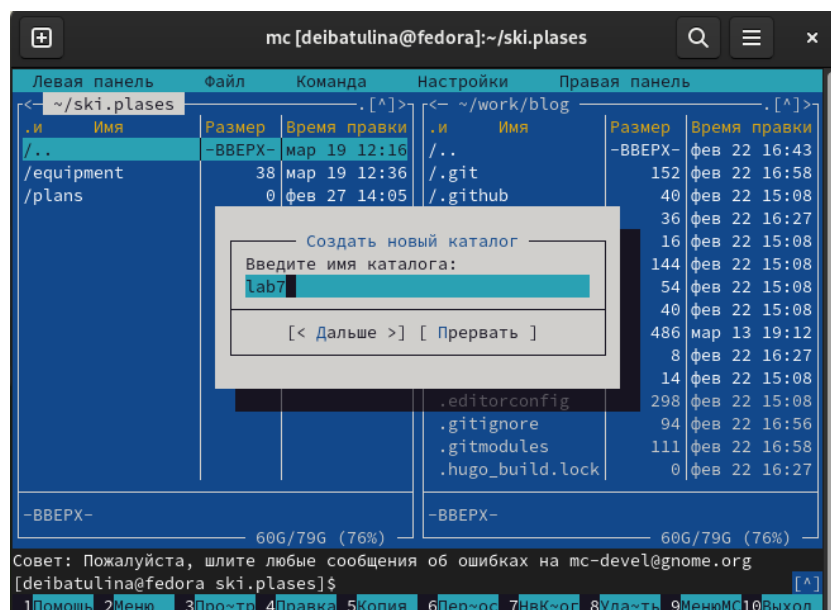 mc [deibatulina@fedora]:~/ski.plases
Левая панель Файл Команда Настройки Правая панель
<— ~/ski.plases .[^]> <— ~/work/blog .[^]>
.и Имя Размер Время правки .и Имя Размер Время правки
/.. -ВВЕРХ- мар 19 12:16 /.. -ВВЕРХ- фев 22 16:43
/equipment 38 мар 19 12:36 /.git 152 фев 22 16:58
/plans 0 фев 27 14:05 /.github 40 фев 22 15:08
36 фев 22 16:27
Создать новый каталог 16 фев 22 15:08
Введите имя каталога: 144 фев 22 15:08
lab7 54 фев 22 15:08
40 фев 22 15:08
[< Дальше >] [ Прервать ] 486 мар 13 19:12
8 фев 22 16:27
14 фев 22 15:08
.editorconfig 298 фев 22 15:08
.gitignore 94 фев 22 16:56
.gitmodules 111 фев 22 16:58
.hugo_build.lock 0 фев 22 16:27
-ВВЕРХ- -ВВЕРХ-
60G/79G (76%) 60G/79G (76%)
Совет: Пожалуйста, шлите любые сообщения об ошибках на mc-devel@gnome.org
[deibatulina@fedora ski.plases]$ [^]
1Помощь 2Меню 3Про~тр 4Правка 5Копия 6Пер~ос 7НвК~ог 8Уда~ть 9МенюMC 10Выход